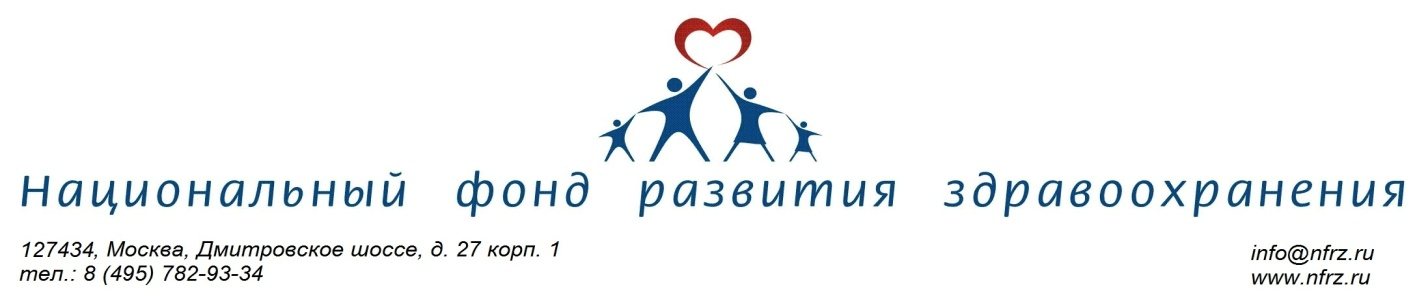 Национальный фонд развития здравоохранения
127434, Москва, Дмитровское шоссе, д. 27 корп. 1
тел.: 8 (495) 782-93-34
info@nfrz.ru
www.nfrz.ru